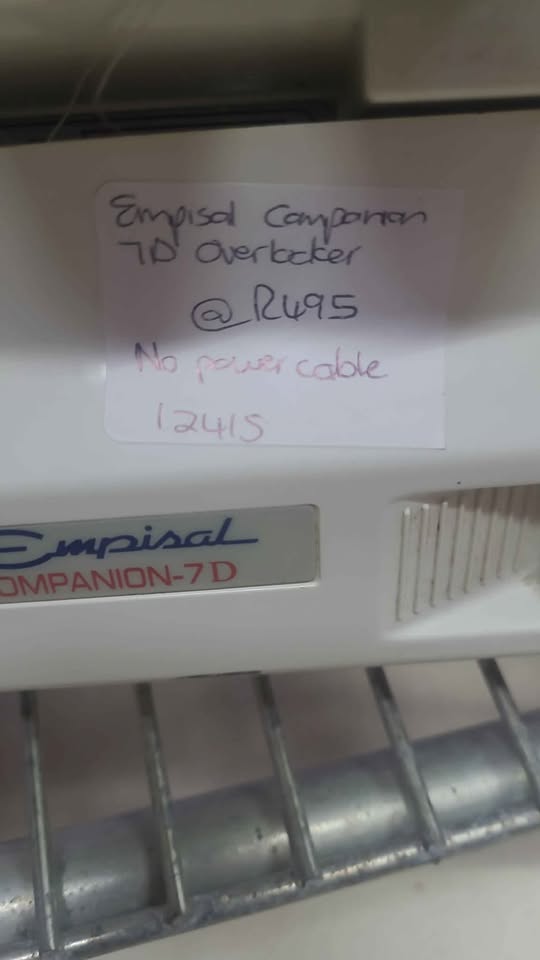 Empisal Companion
7D Overlocker
@ R495
No power cable
12415
Empisal
OMPANION-7D